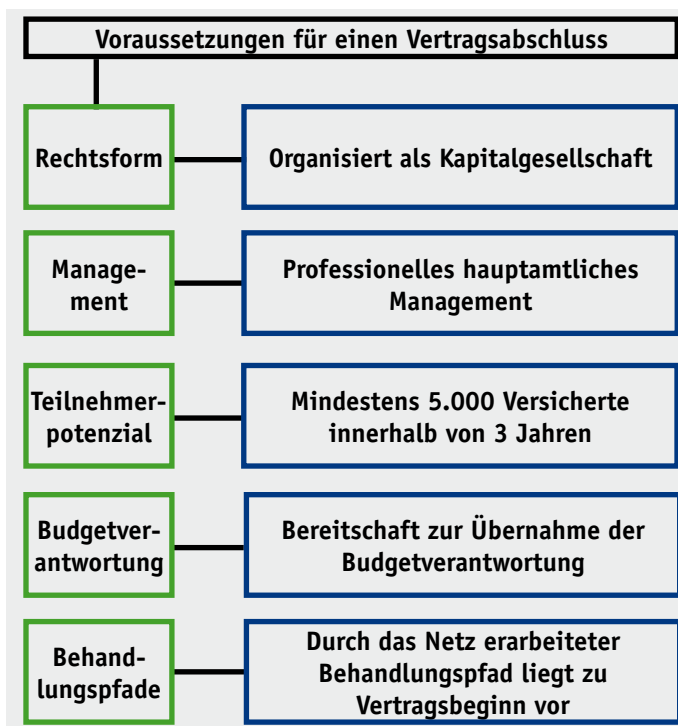 Voraussetzungen für einen Vertragsabschluss
Rechtsform
Organisiert als Kapitalgesellschaft
Manage-
ment
Professionelles hauptamtliches
Management
Teilnehmer-
potenzial
Mindestens 5.000 Versicherte
innerhalb von 3 Jahren
Budgetver-
antwortung
Bereitschaft zur Übernahme der
Budgetverantwortung
Behand-
lungspfade
Durch das Netz erarbeiteter
Behandlungspfad liegt zu
Vertragsbeginn vor